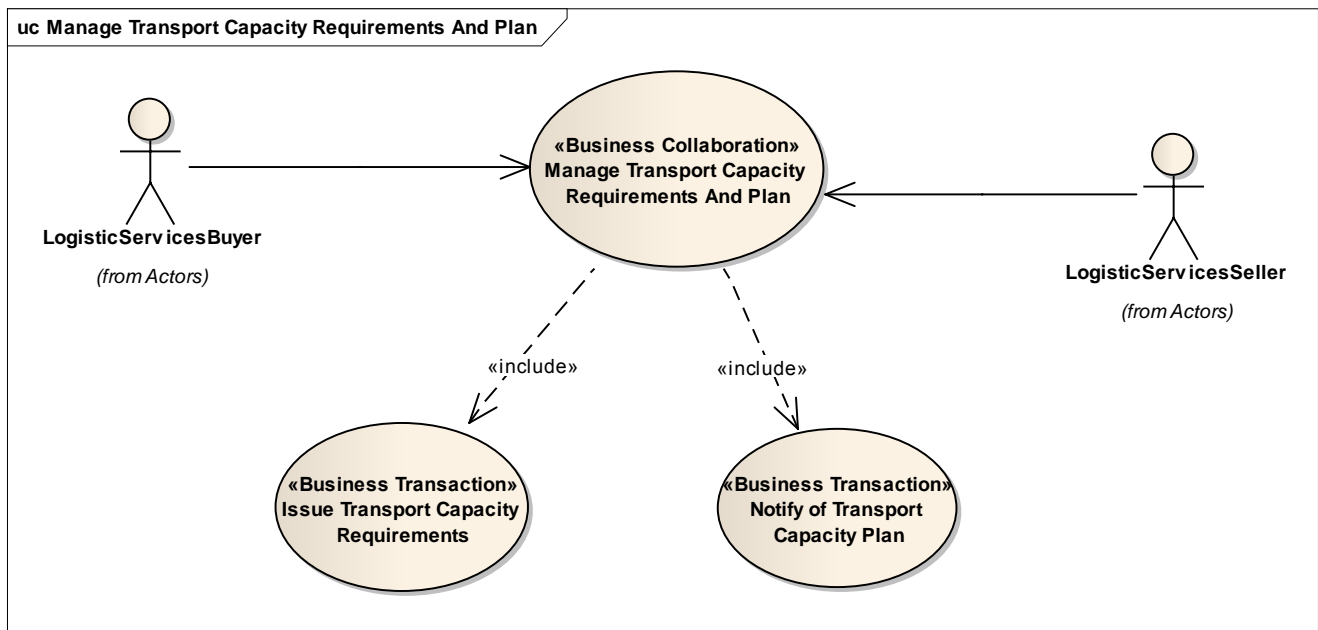 uc Manage Transport Capacity Requirements And Plan
«Business Collaboration»
Manage Transport Capacity
Requirements And Plan
LogisticServicesBuyer
(from Actors)
LogisticServicesSeller
(from Actors)
«include»
«include»
«Business Transaction»
Issue Transport Capacity
Requirements
«Business Transaction»
Notify of Transport
Capacity Plan